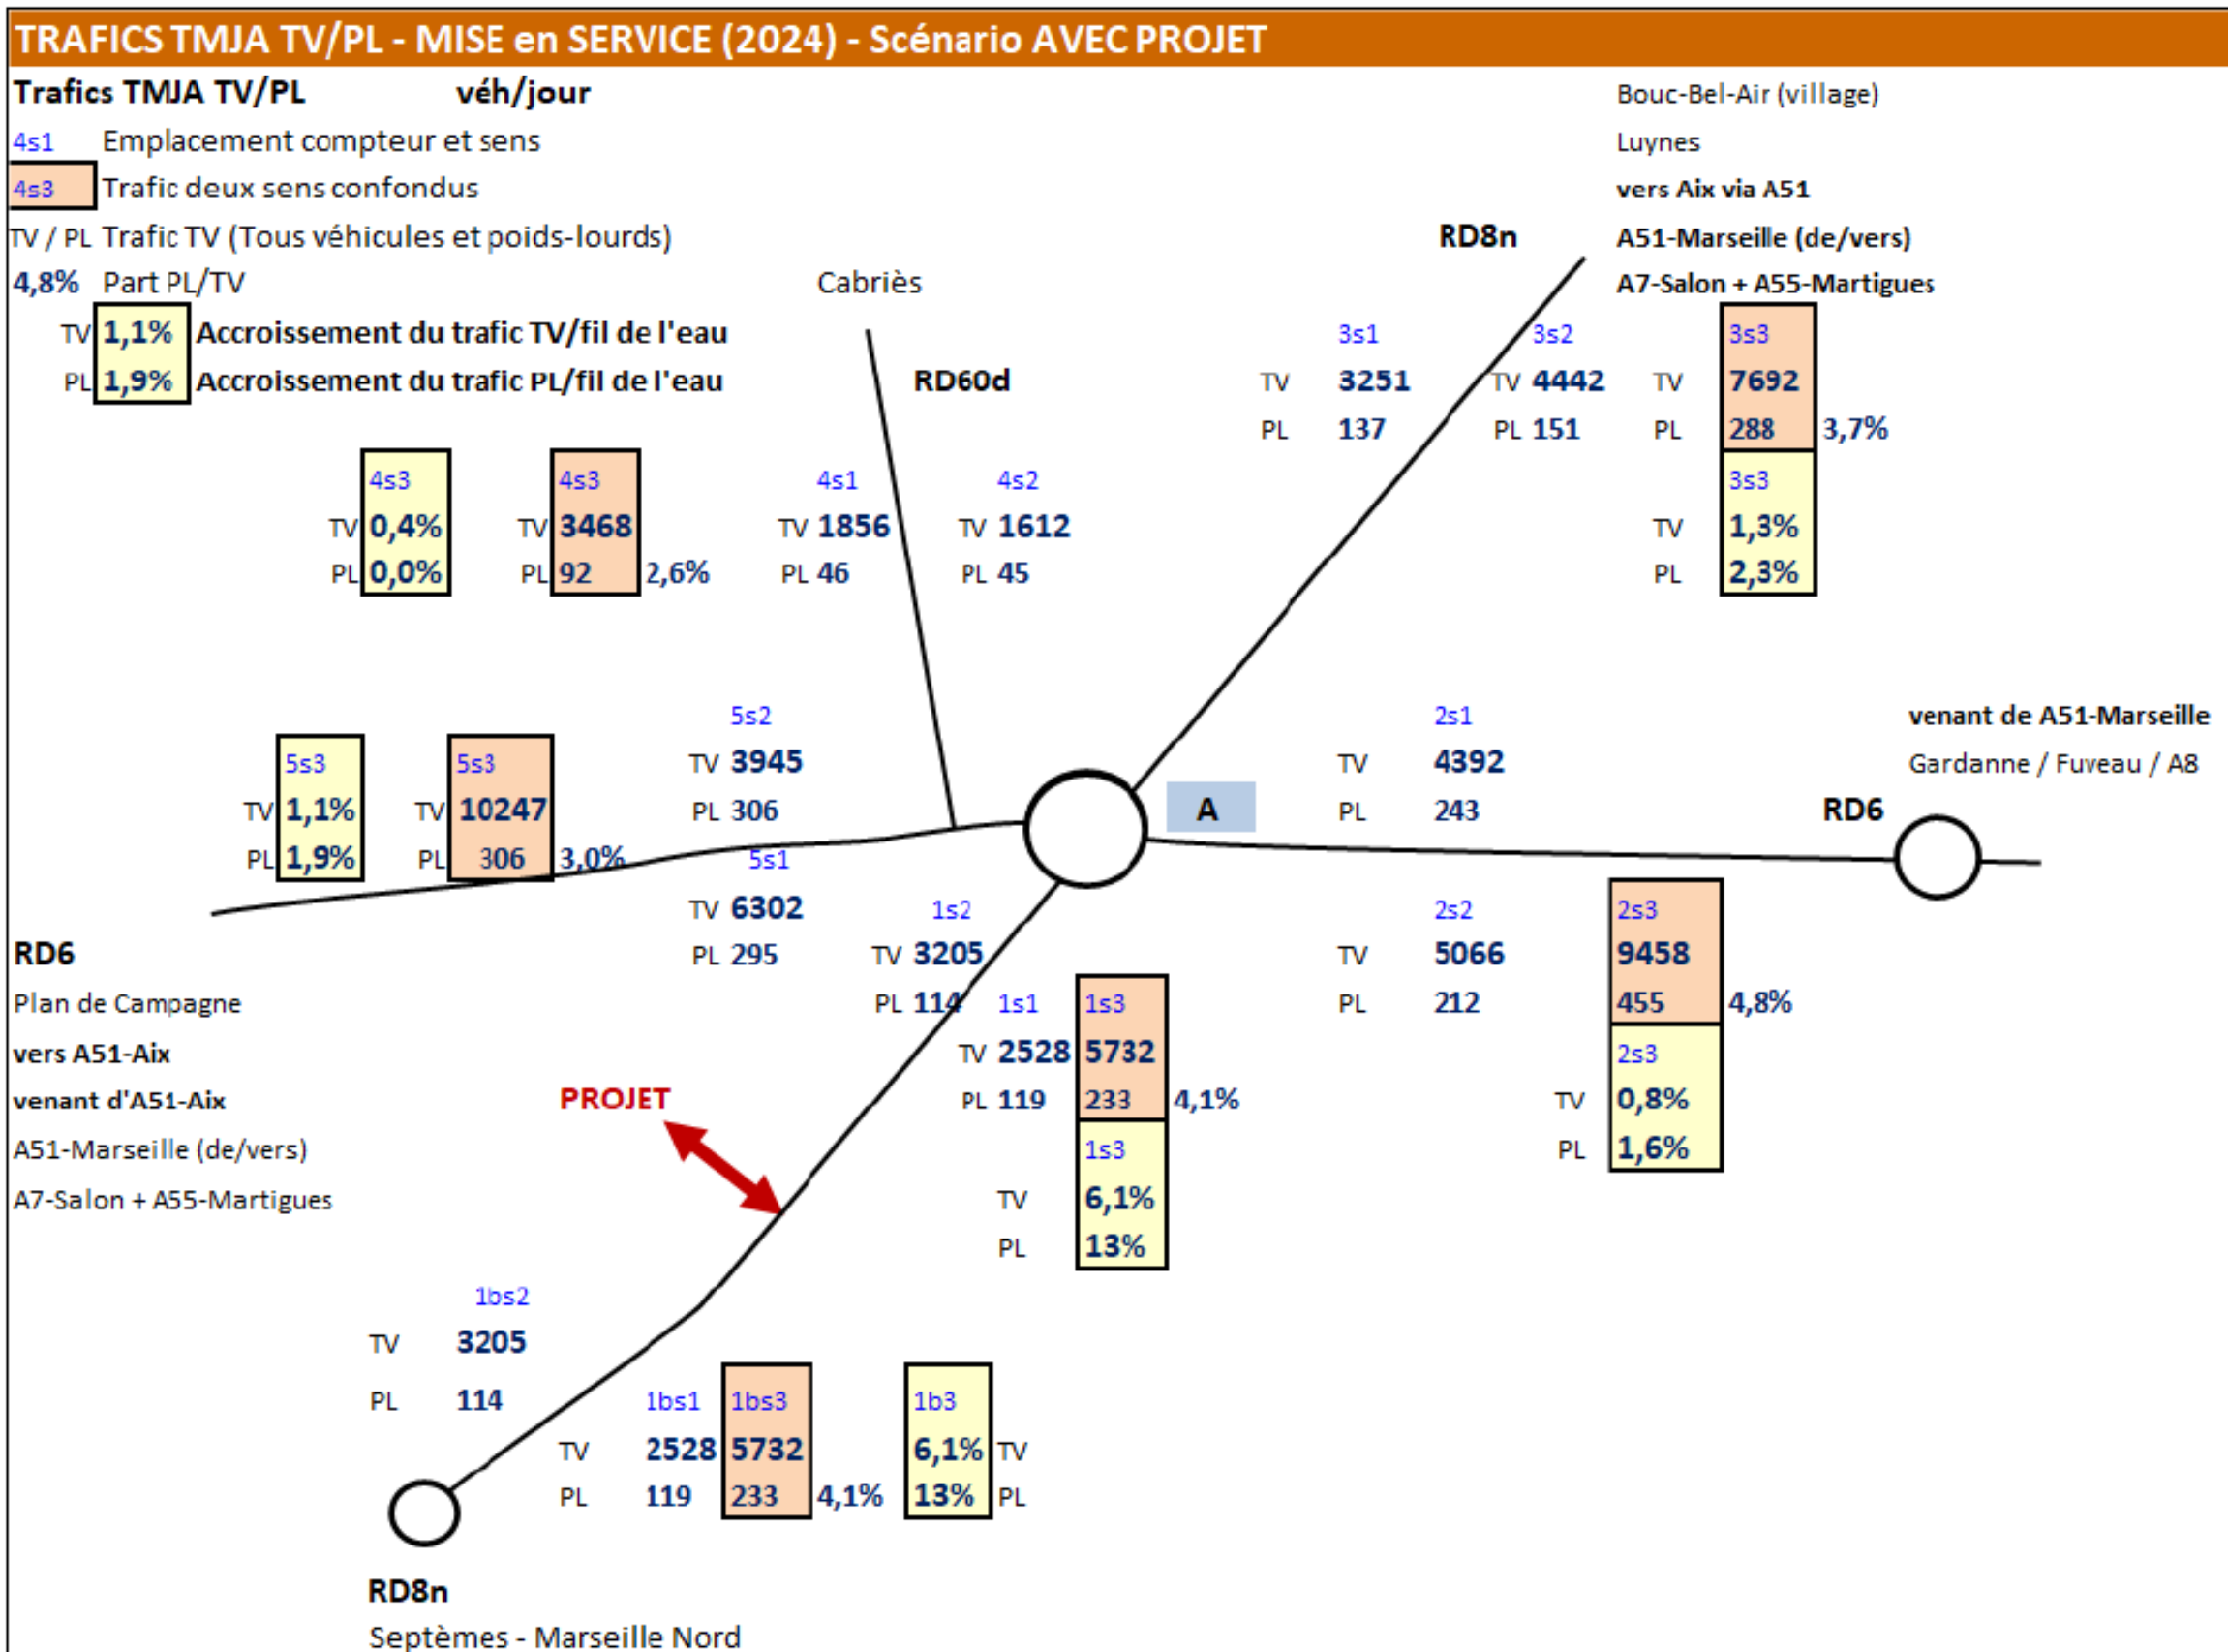 TRAFICS TMJA TV/PL - MISE en SERVICE (2024) - Scénario AVEC PROJET
Trafics TMJA TV/PL véh/jour Bouc-Bel-Air (village)
4s1 Emplacement compteur et sens Luynes
4s3 Trafic deux sens confondus vers Aix via A51
TV / PL Trafic TV (Tous véhicules et poids-lourds) RD8n A51-Marseille (de/vers)
4,8% Part PL/TV Cabriès A7-Salon + A55-Martigues
TV 1,1% Accroissement du trafic TV/fil de l'eau 3s1 3s2 3s3
PL 1,9% Accroissement du trafic PL/fil de l'eau RD60d TV 3251 TV 4442 TV 7692
PL 137 PL 151 PL 288 3,7%
4s3 4s3 4s1 4s2 3s3
TV 0,4% TV 3468 TV 1856 TV 1612 TV 1,3%
PL 0,0% PL 92 2,6% PL 46 PL 45 PL 2,3%
5s2 2s1 venant de A51-Marseille
5s3 5s3 TV 3945 TV 4392 Gardanne / Fuveau / A8
TV 1,1% TV 10247 PL 306 A PL 243 RD6
PL 1,9% PL 306 3,0% 5s1
TV 6302 1s2 2s2 2s3
RD6 PL 295 TV 3205 TV 5066 9458
Plan de Campagne PL 114 1s1 1s3 PL 212 455 4,8%
vers A51-Aix TV 2528 5732 2s3
venant d'A51-Aix PROJET PL 119 233 4,1% TV 0,8%
A51-Marseille (de/vers) 1s3 PL 1,6%
A7-Salon + A55-Martigues TV 6,1%
PL 13%
1bs2
TV 3205
PL 114 1bs1 1bs3 1b3
TV 2528 5732 6,1% TV
PL 119 233 4,1% 13% PL
RD8n
Septèmes - Marseille Nord